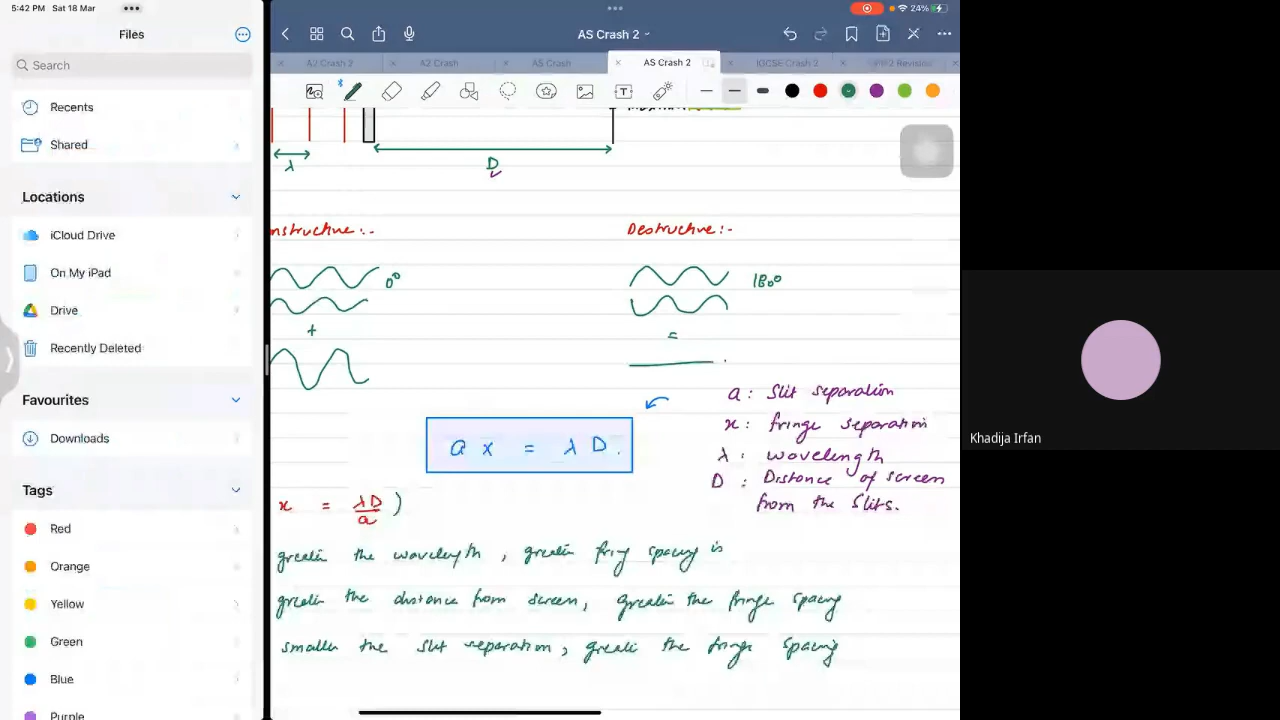 5:42 PM Sat 18 Mar
Files
Search
Recents
Shared
Locations
iCloud Drive
On My iPad
Drive
Recently Deleted
Favourites
Downloads
Tags
Red
Orange
Yellow
Green
Blue
Purple
24%
AS Crash 2
A2 Crash 2
A2 Crash
AS Crash
AS Crash 2
IGCSE Crash 2
Revision
λ
D
nstructive :-
Destructive :-
0°
180°
+
=
a : Slit separation
x : fringe separation
λ : wavelength
D : Distance of screen
from the Slits.
a x = λ D.
x = λD/a )
greater the wavelength , greater fring spacing is
greater the distance from screen, greater the fringe spacing
smaller the slit separation, greater the fringe spacing
Khadija Irfan